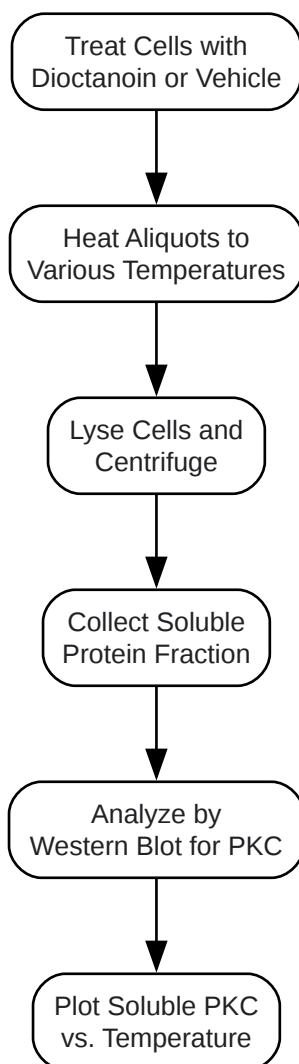 Treat Cells with
Dioctanoin or Vehicle
Heat Aliquots to
Various Temperatures
Lyse Cells and
Centrifuge
Collect Soluble
Protein Fraction
Analyze by
Western Blot for PKC
Plot Soluble PKC
vs. Temperature